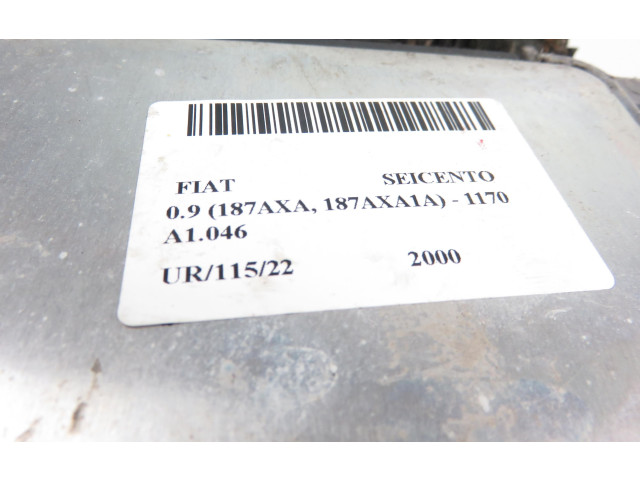 FIAT SEICENTO
0.9 (187AXA, 187AXA1A) - 1170
A1.046
UR/115/22 2000